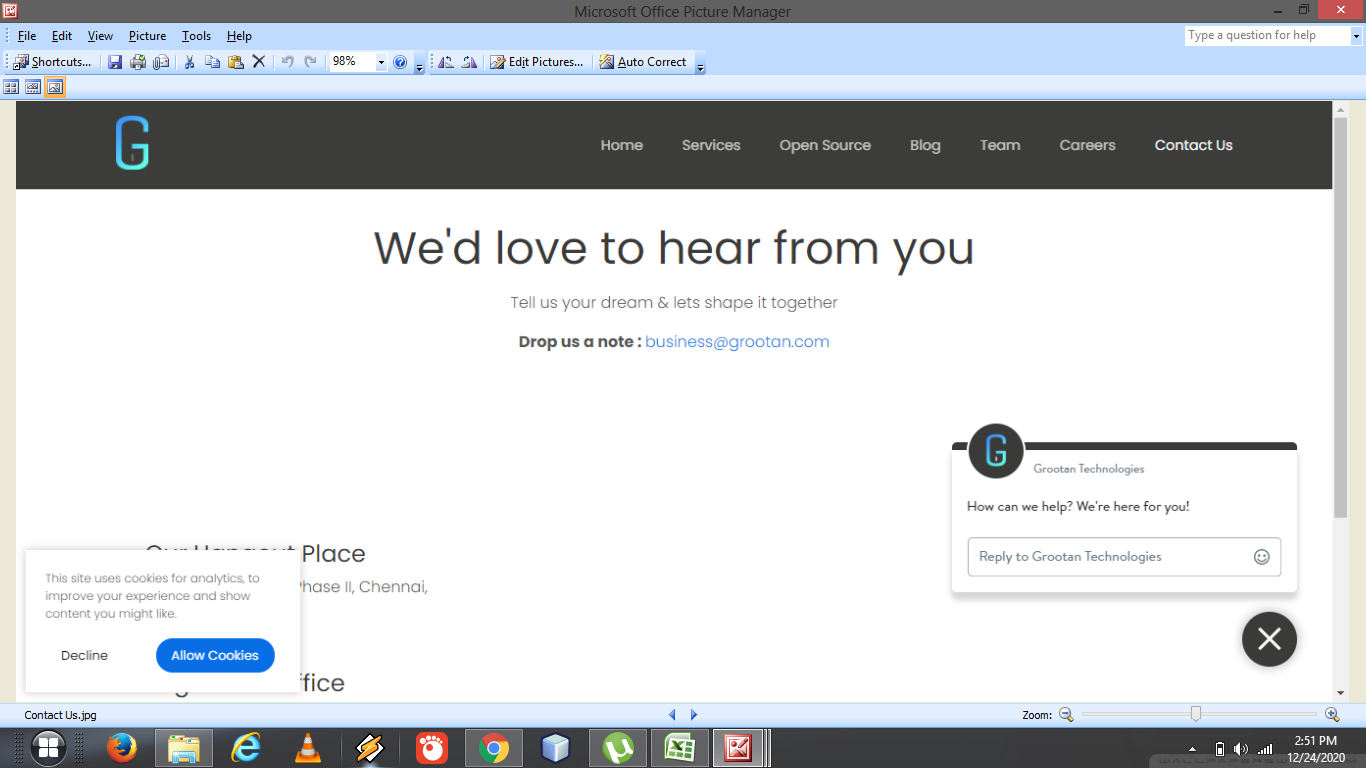 Microsoft Office Picture Manager
File Edit View Picture Tools Help
Type a question for help
Shortcuts... 98% Edit Pictures... Auto Correct
G
Home Services Open Source Blog Team Careers Contact Us
We'd love to hear from you
Tell us your dream & lets shape it together
Drop us a note : business@grootan.com
G
Grootan Technologies
How can we help? We're here for you!
Reply to Grootan Technologies
Place
Phase II, Chennai,
This site uses cookies for analytics, to
improve your experience and show
content you might like.
Decline Allow Cookies
Contact Us.jpg
Zoom:
2:51 PM
12/24/2020